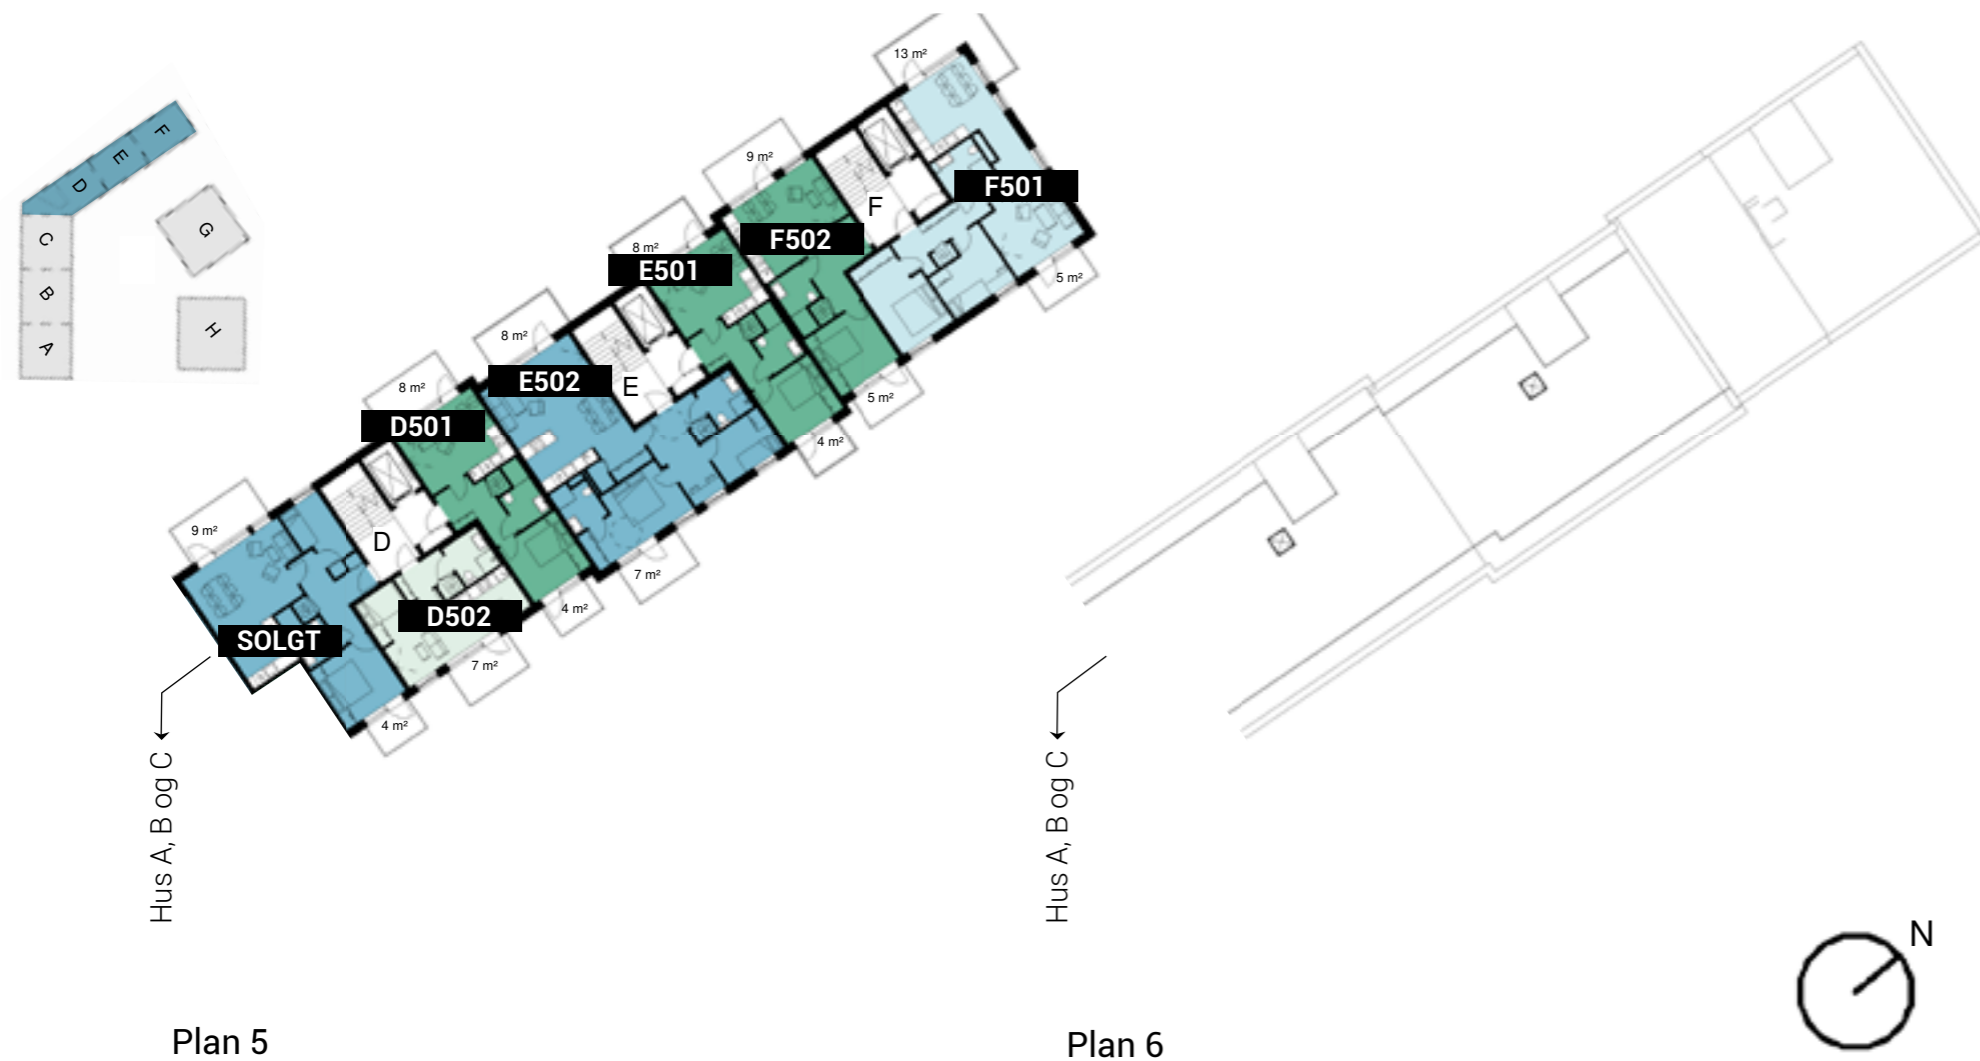 F
E
D
C
B
A
G
H
13 m²
9 m²
F501
F
F502
8 m²
E501
5 m²
8 m²
E502
E
5 m²
8 m²
D501
4 m²
9 m²
D
7 m²
D502
4 m²
SOLGT
7 m²
4 m²
Hus A, B og C
Hus A, B og C
N
Plan 5
Plan 6